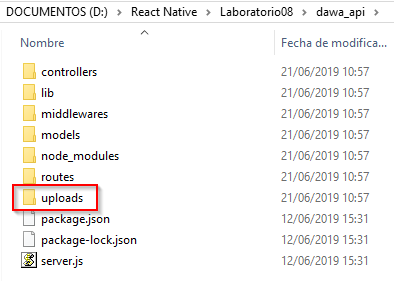 DOCUMENTOS (D:) > React Native > Laboratorio08 > dawa_api >
Nombre Fecha de modifica...
controllers 21/06/2019 10:57
lib 21/06/2019 10:57
middlewares 21/06/2019 10:57
models 21/06/2019 10:57
node_modules 21/06/2019 10:57
routes 21/06/2019 10:57
uploads 21/06/2019 10:57
package.json 12/06/2019 15:31
package-lock.json 12/06/2019 15:31
server.js 12/06/2019 15:31